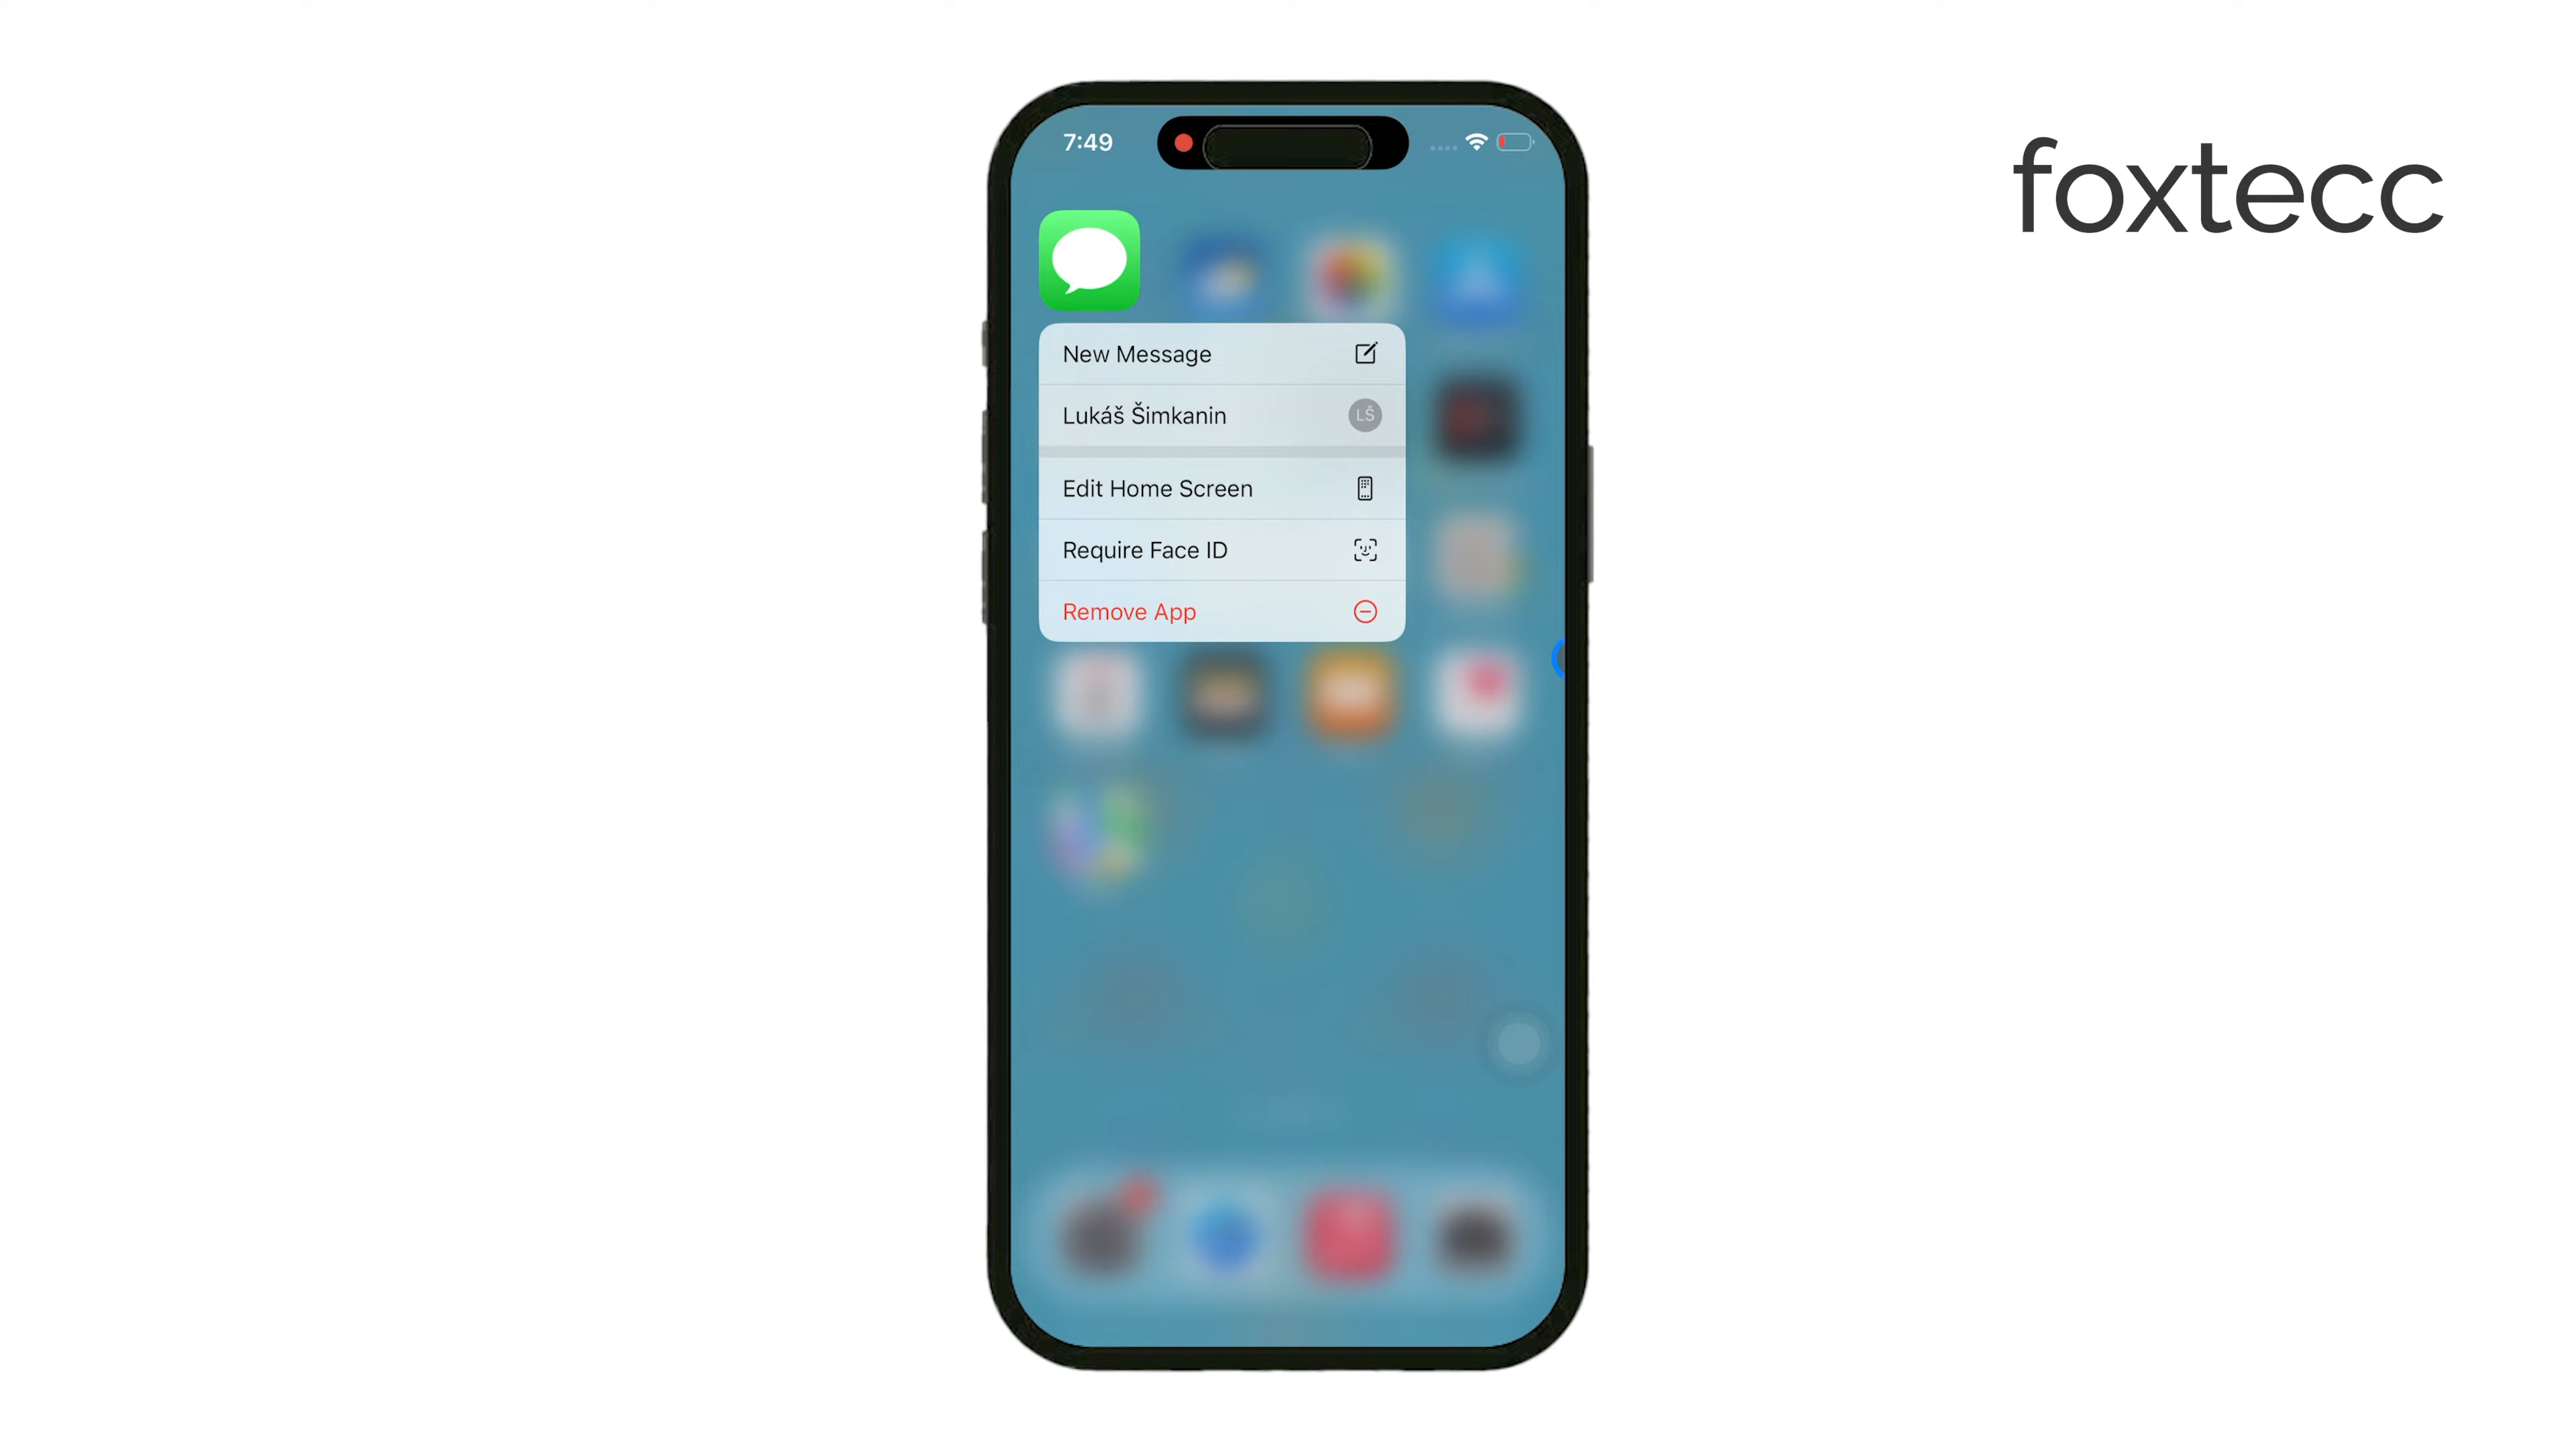 foxtecc
7:49
New Message
Lukáš Šimkanin
LŠ
Edit Home Screen
Require Face ID
Remove App